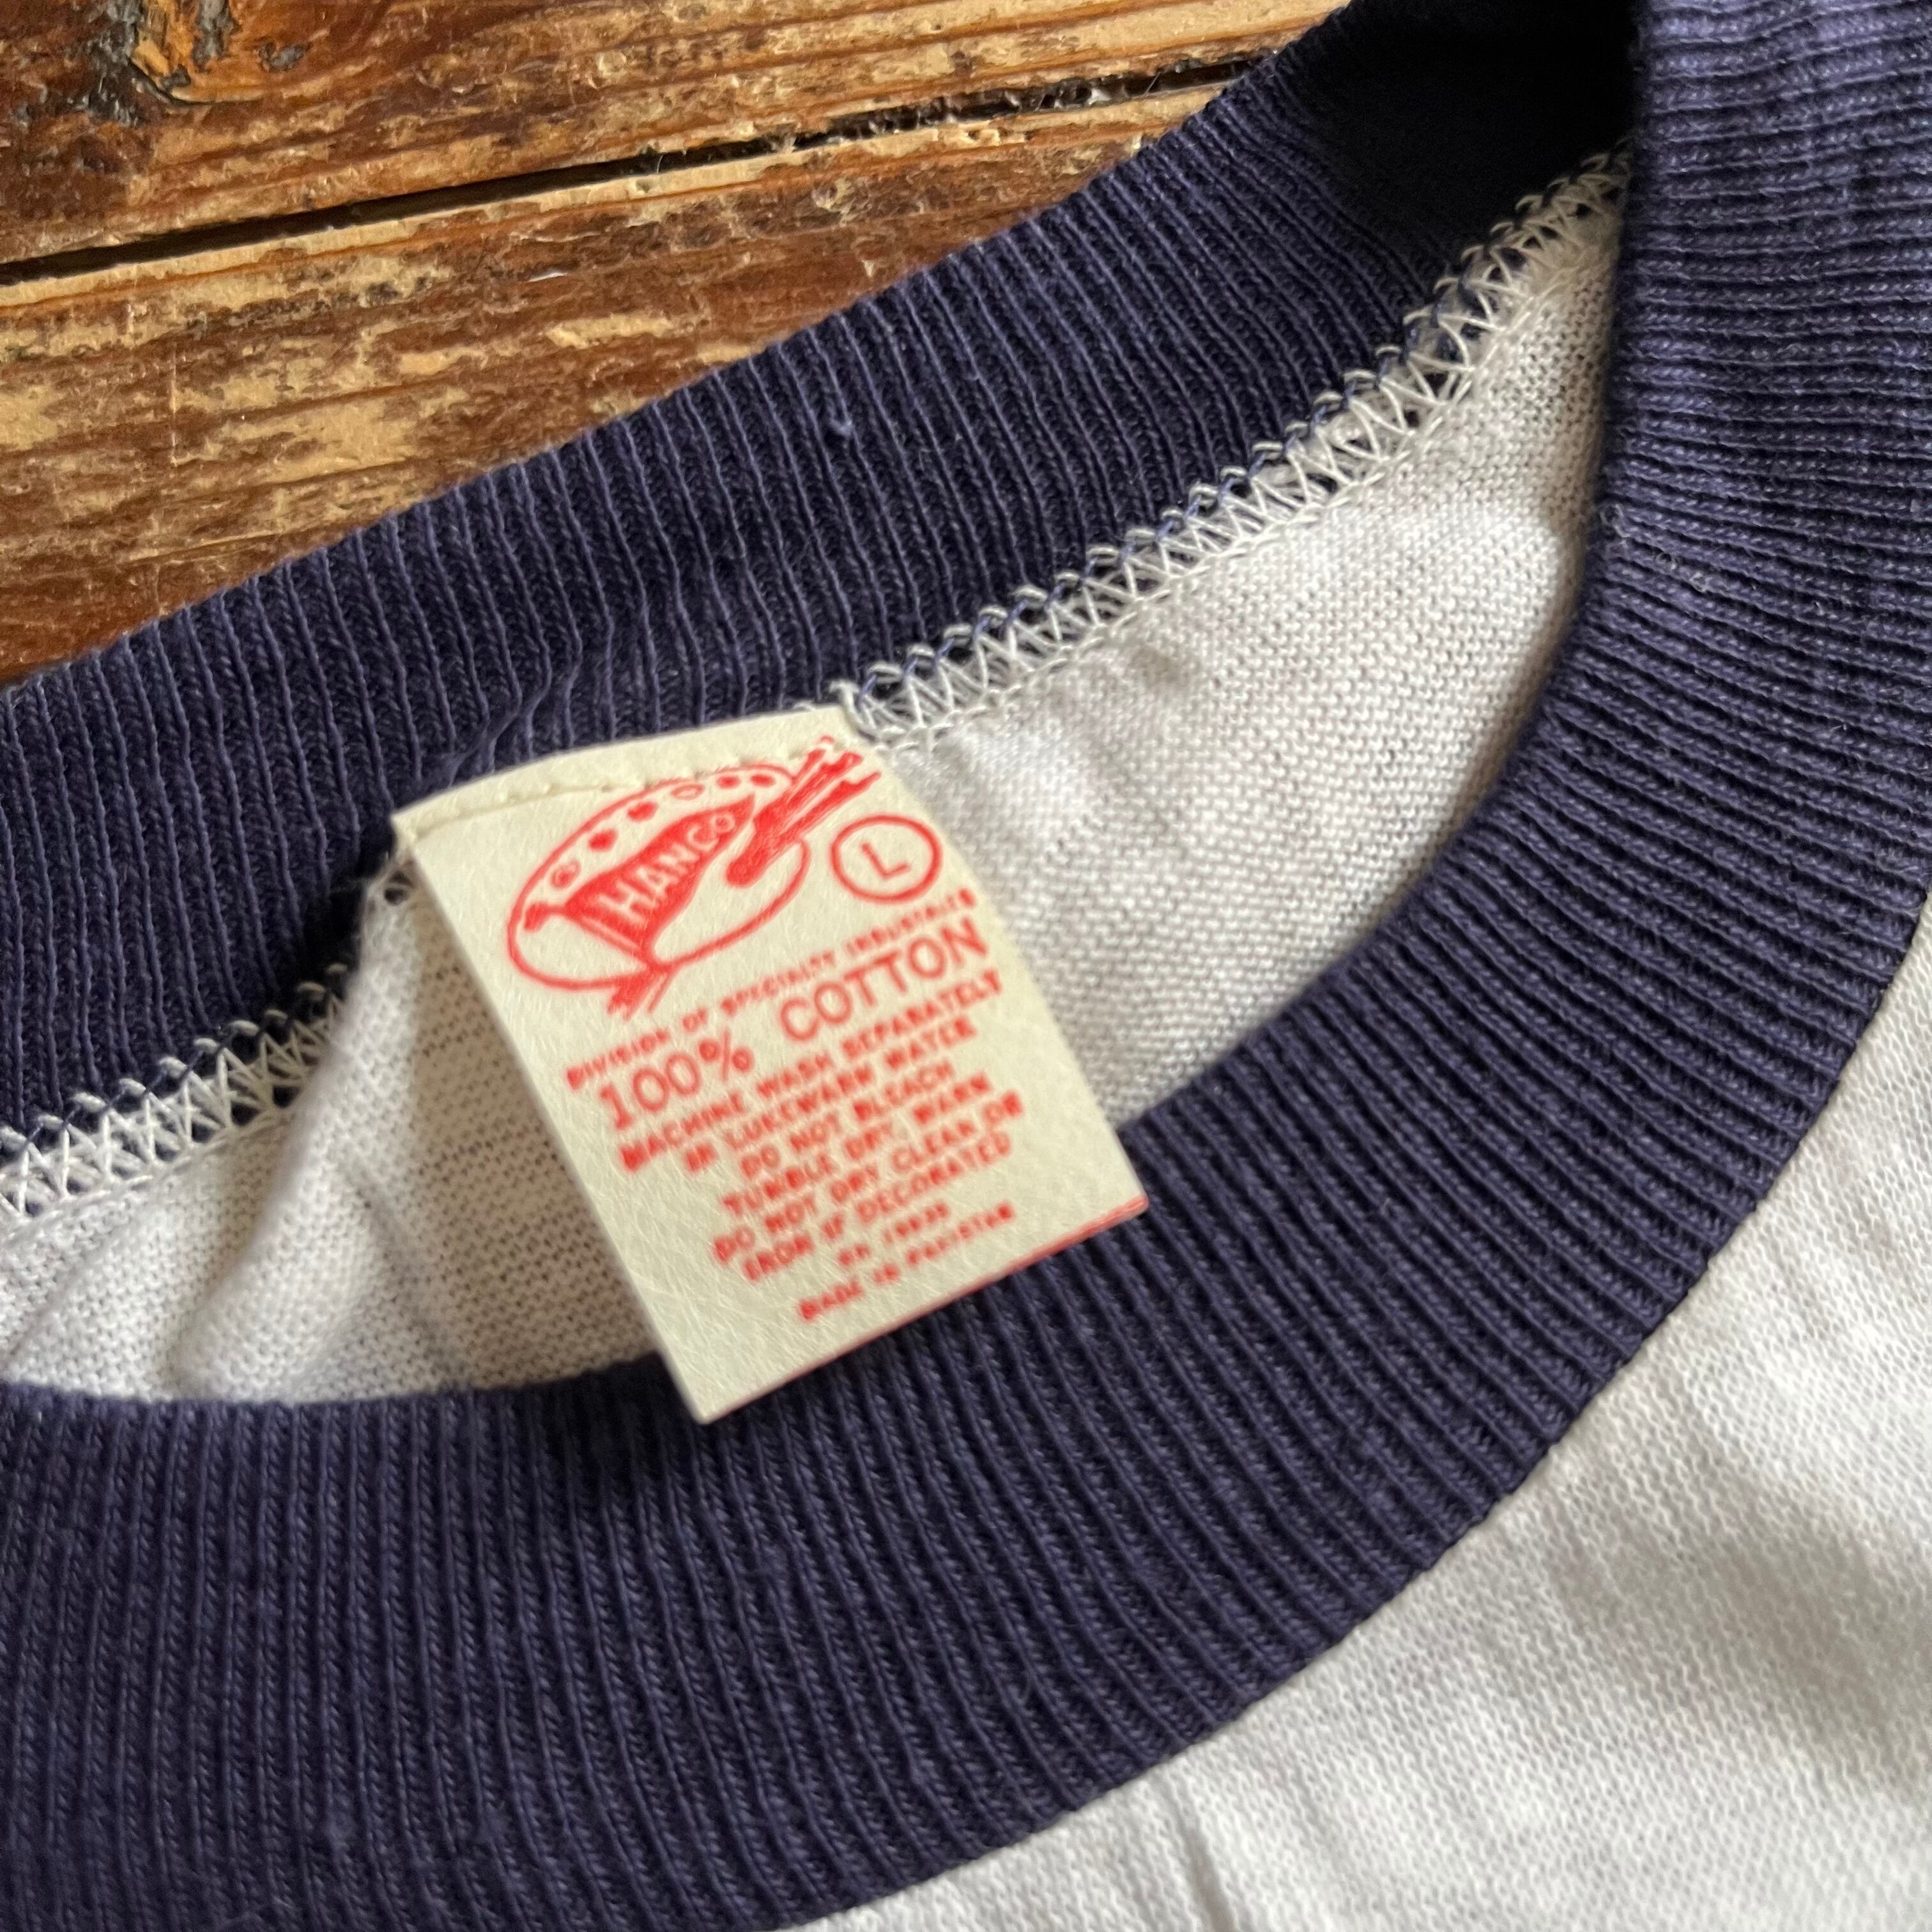 HANGO
®
L
DIVISION OF SPECIALTY INDUSTRIES
100% COTTON
MACHINE WASH SEPARATELY
IN LUKEWARM WATER
DO NOT BLEACH
TUMBLE DRY WARM
DO NOT DRY CLEAN OR
IRON IF DECORATED
MADE IN PAKISTAN